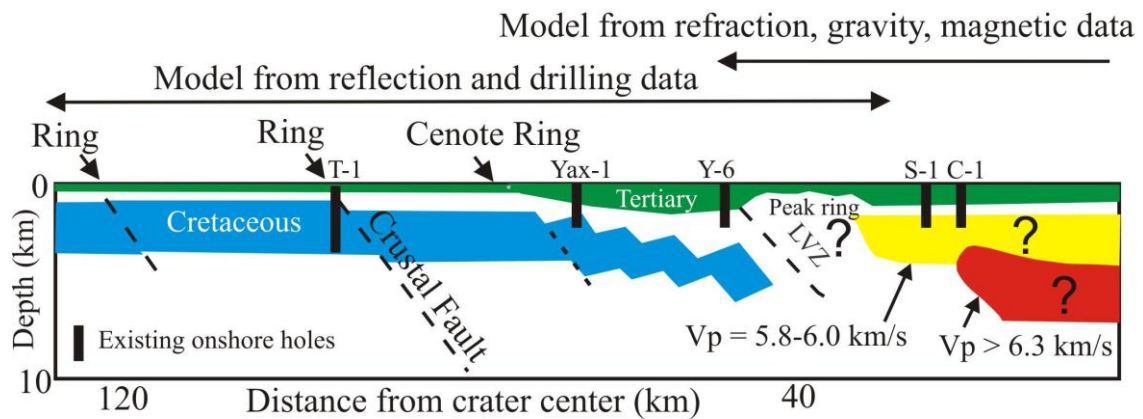 Model from refraction, gravity, magnetic data
Model from reflection and drilling data
Ring
Ring
Cenote Ring
T-1
Yax-1
Y-6
S-1
C-1
0
Tertiary
Peak ring
Cretaceous
LVZ
?
?
?
Crustal Fault
Depth (km)
Existing onshore holes
Vp = 5.8-6.0 km/s
Vp > 6.3 km/s
10
120
Distance from crater center (km)
40